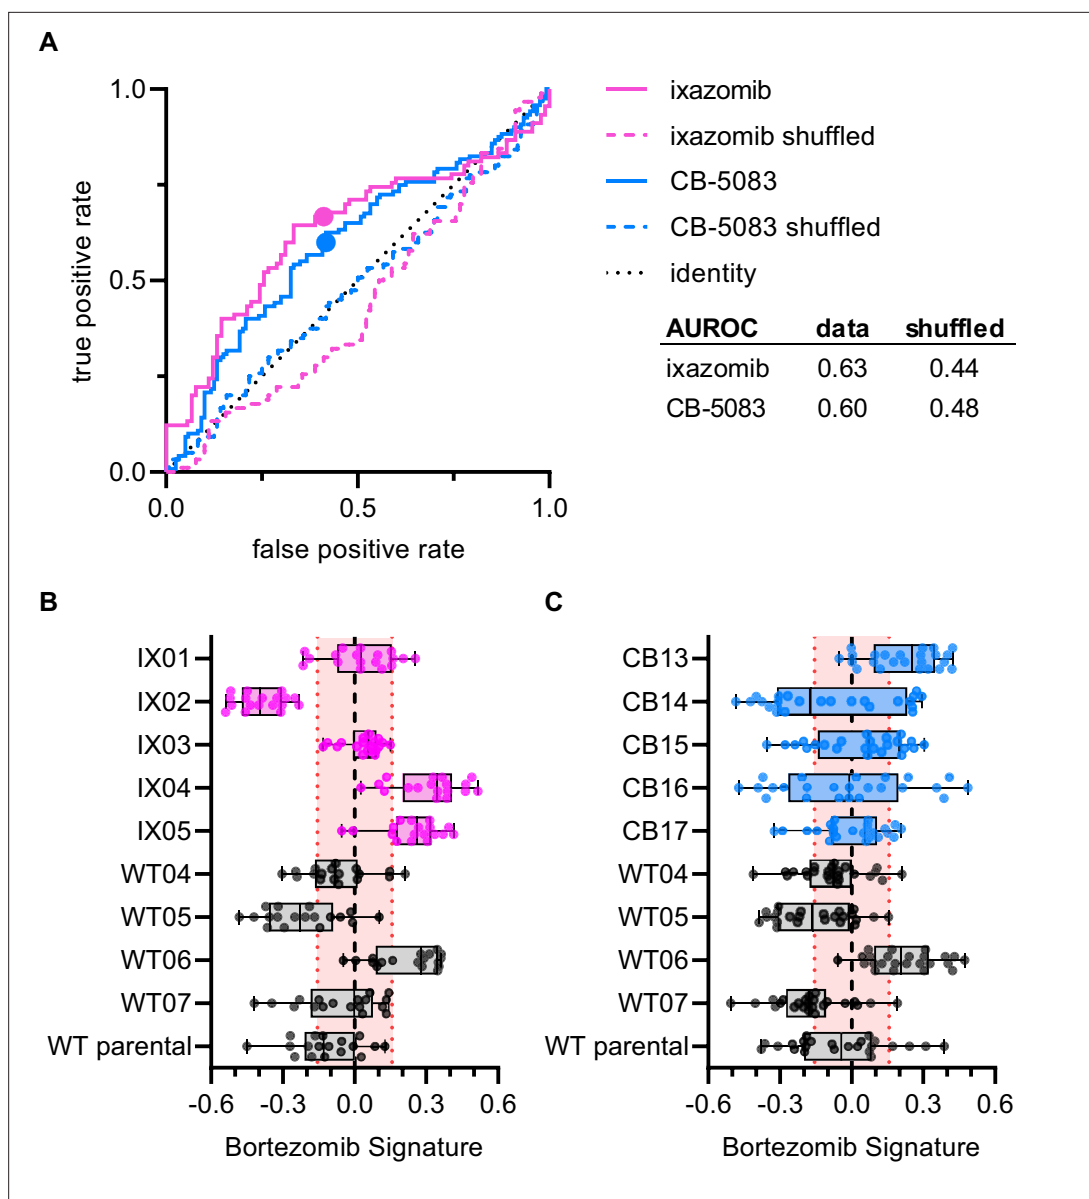 A
1.0
0.5
0.0
true positive rate
0.0 0.5 1.0
false positive rate
ixazomib
ixazomib shuffled
CB-5083
CB-5083 shuffled
identity
AUROC data shuffled
ixazomib 0.63 0.44
CB-5083 0.60 0.48
B
IX01
IX02
IX03
IX04
IX05
WT04
WT05
WT06
WT07
WT parental
-0.6 -0.3 0.0 0.3 0.6
Bortezomib Signature
C
CB13
CB14
CB15
CB16
CB17
WT04
WT05
WT06
WT07
WT parental
-0.6 -0.3 0.0 0.3 0.6
Bortezomib Signature